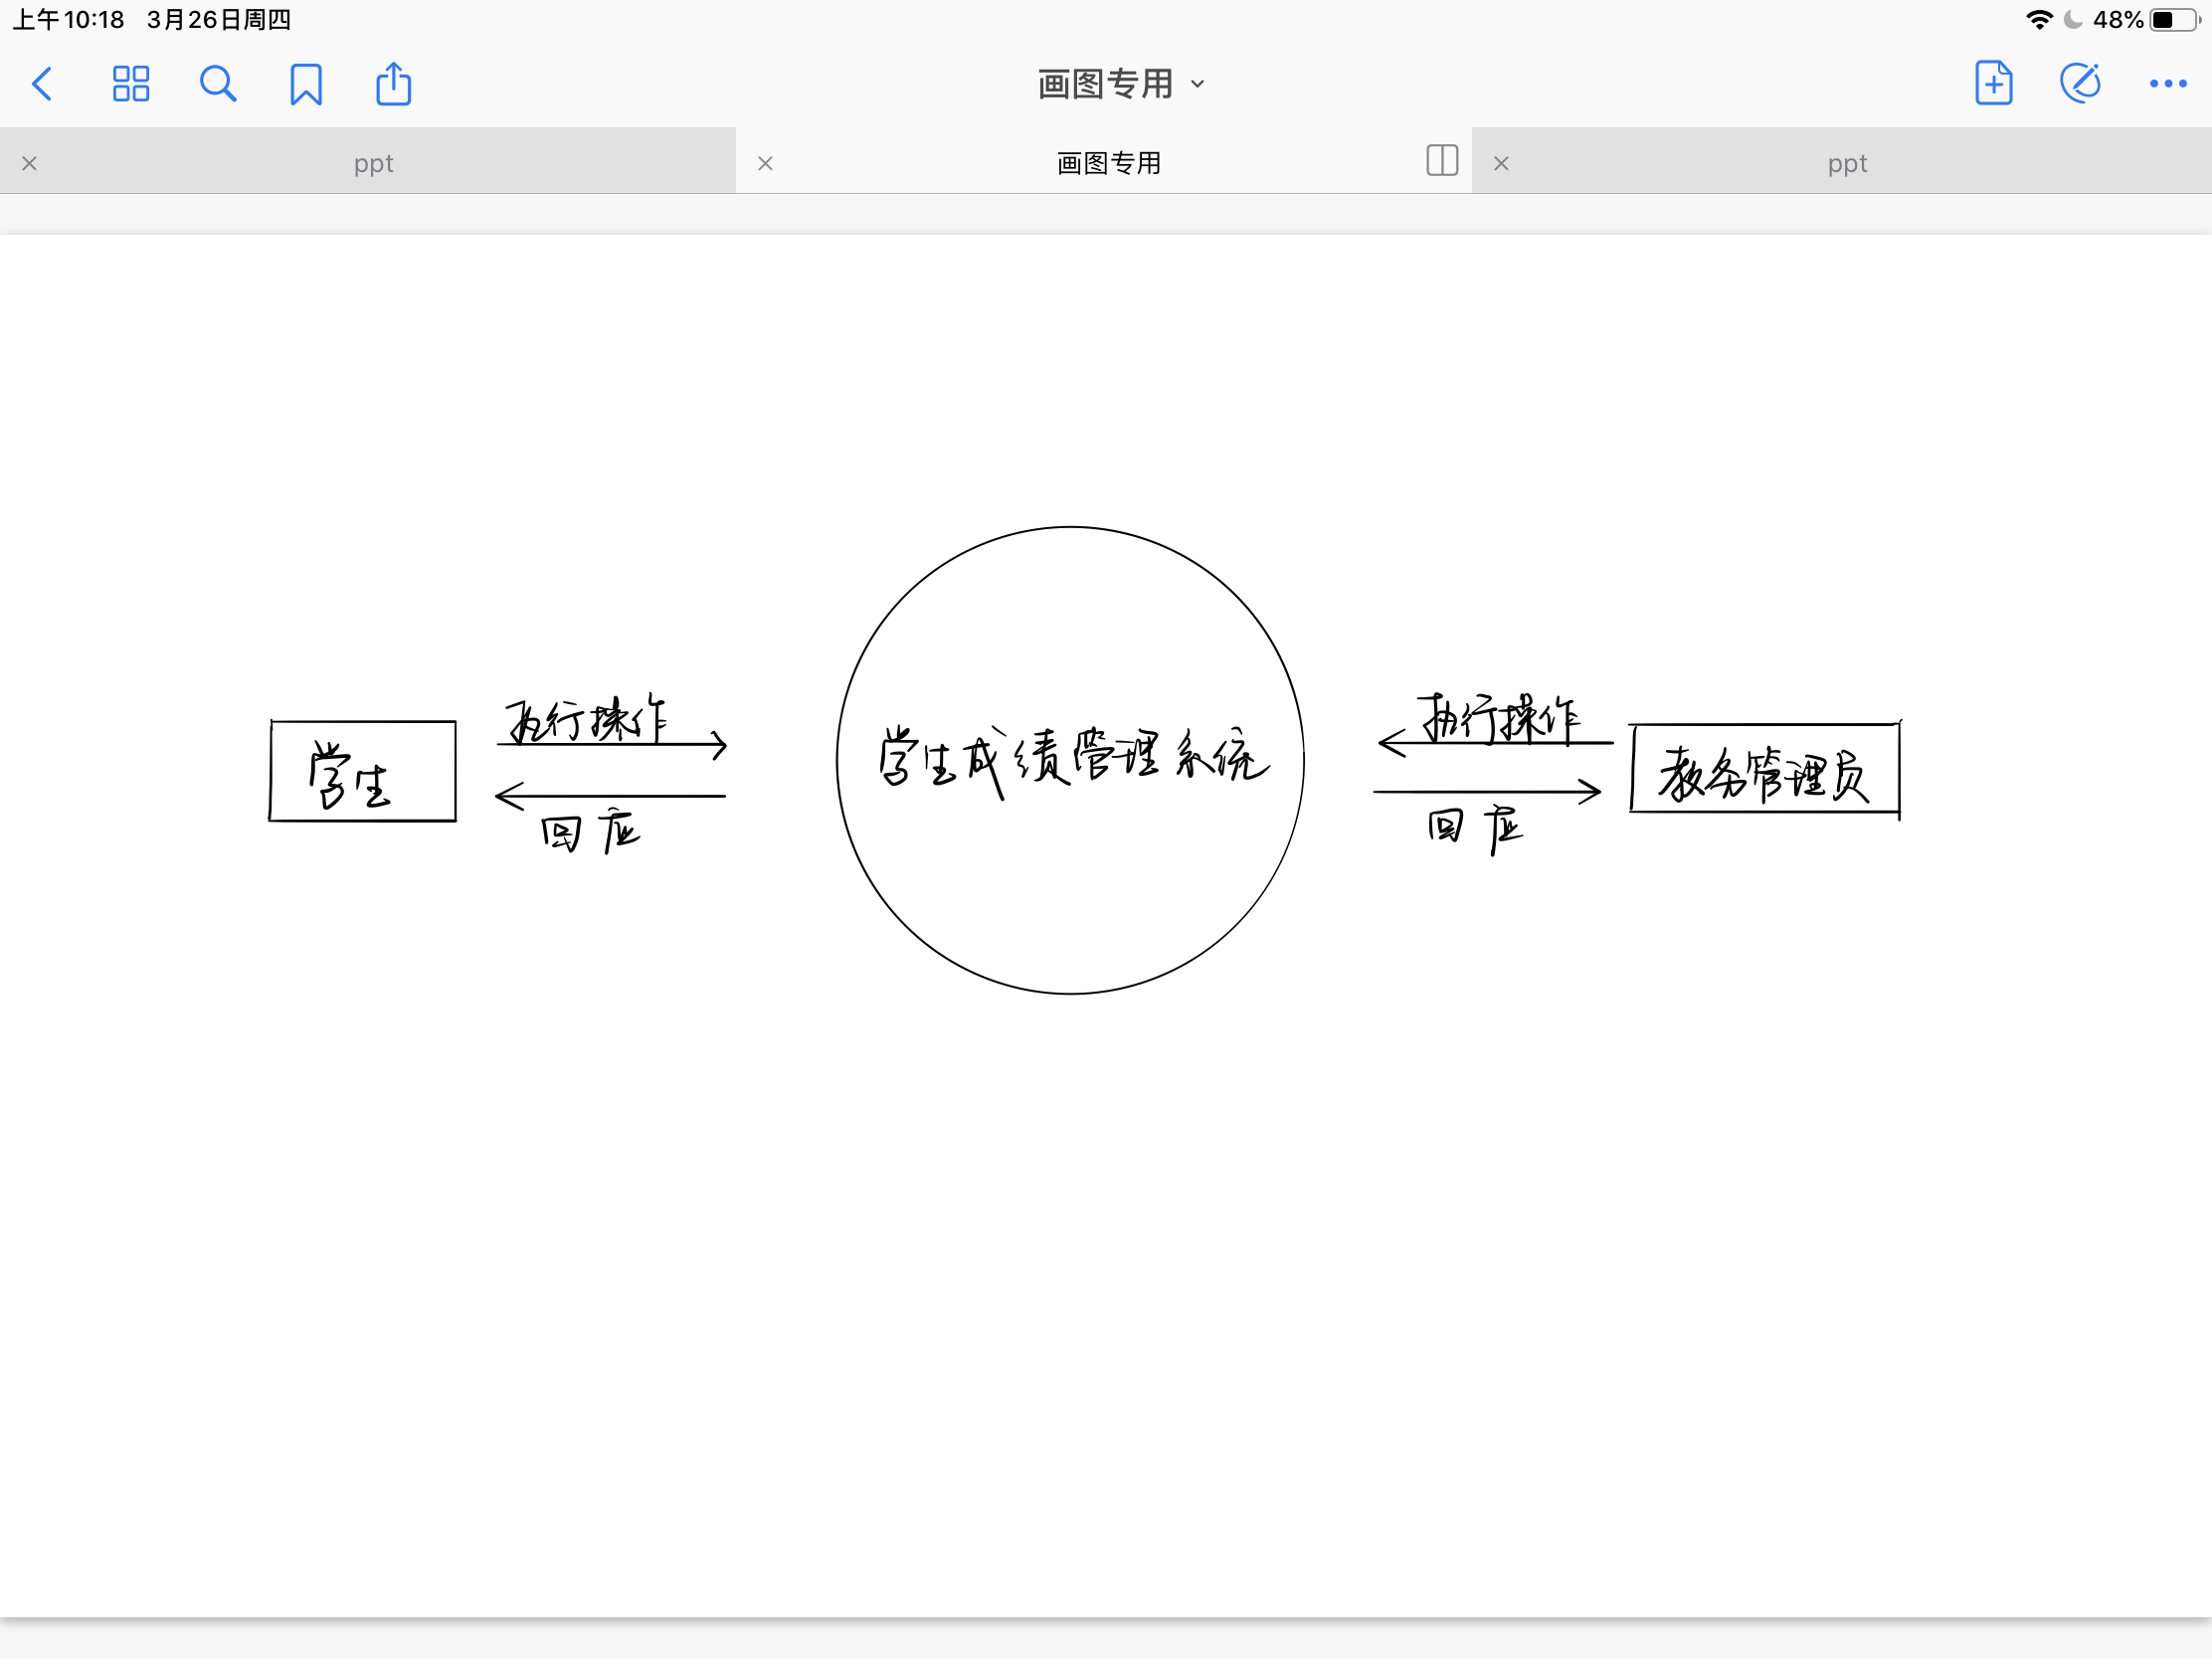 上午10:18 3月26日周四
48%
画图专用
ppt
画图专用
ppt
执行操作
执行操作
学生
学生成绩管理系统
教务管理员
回应
回应